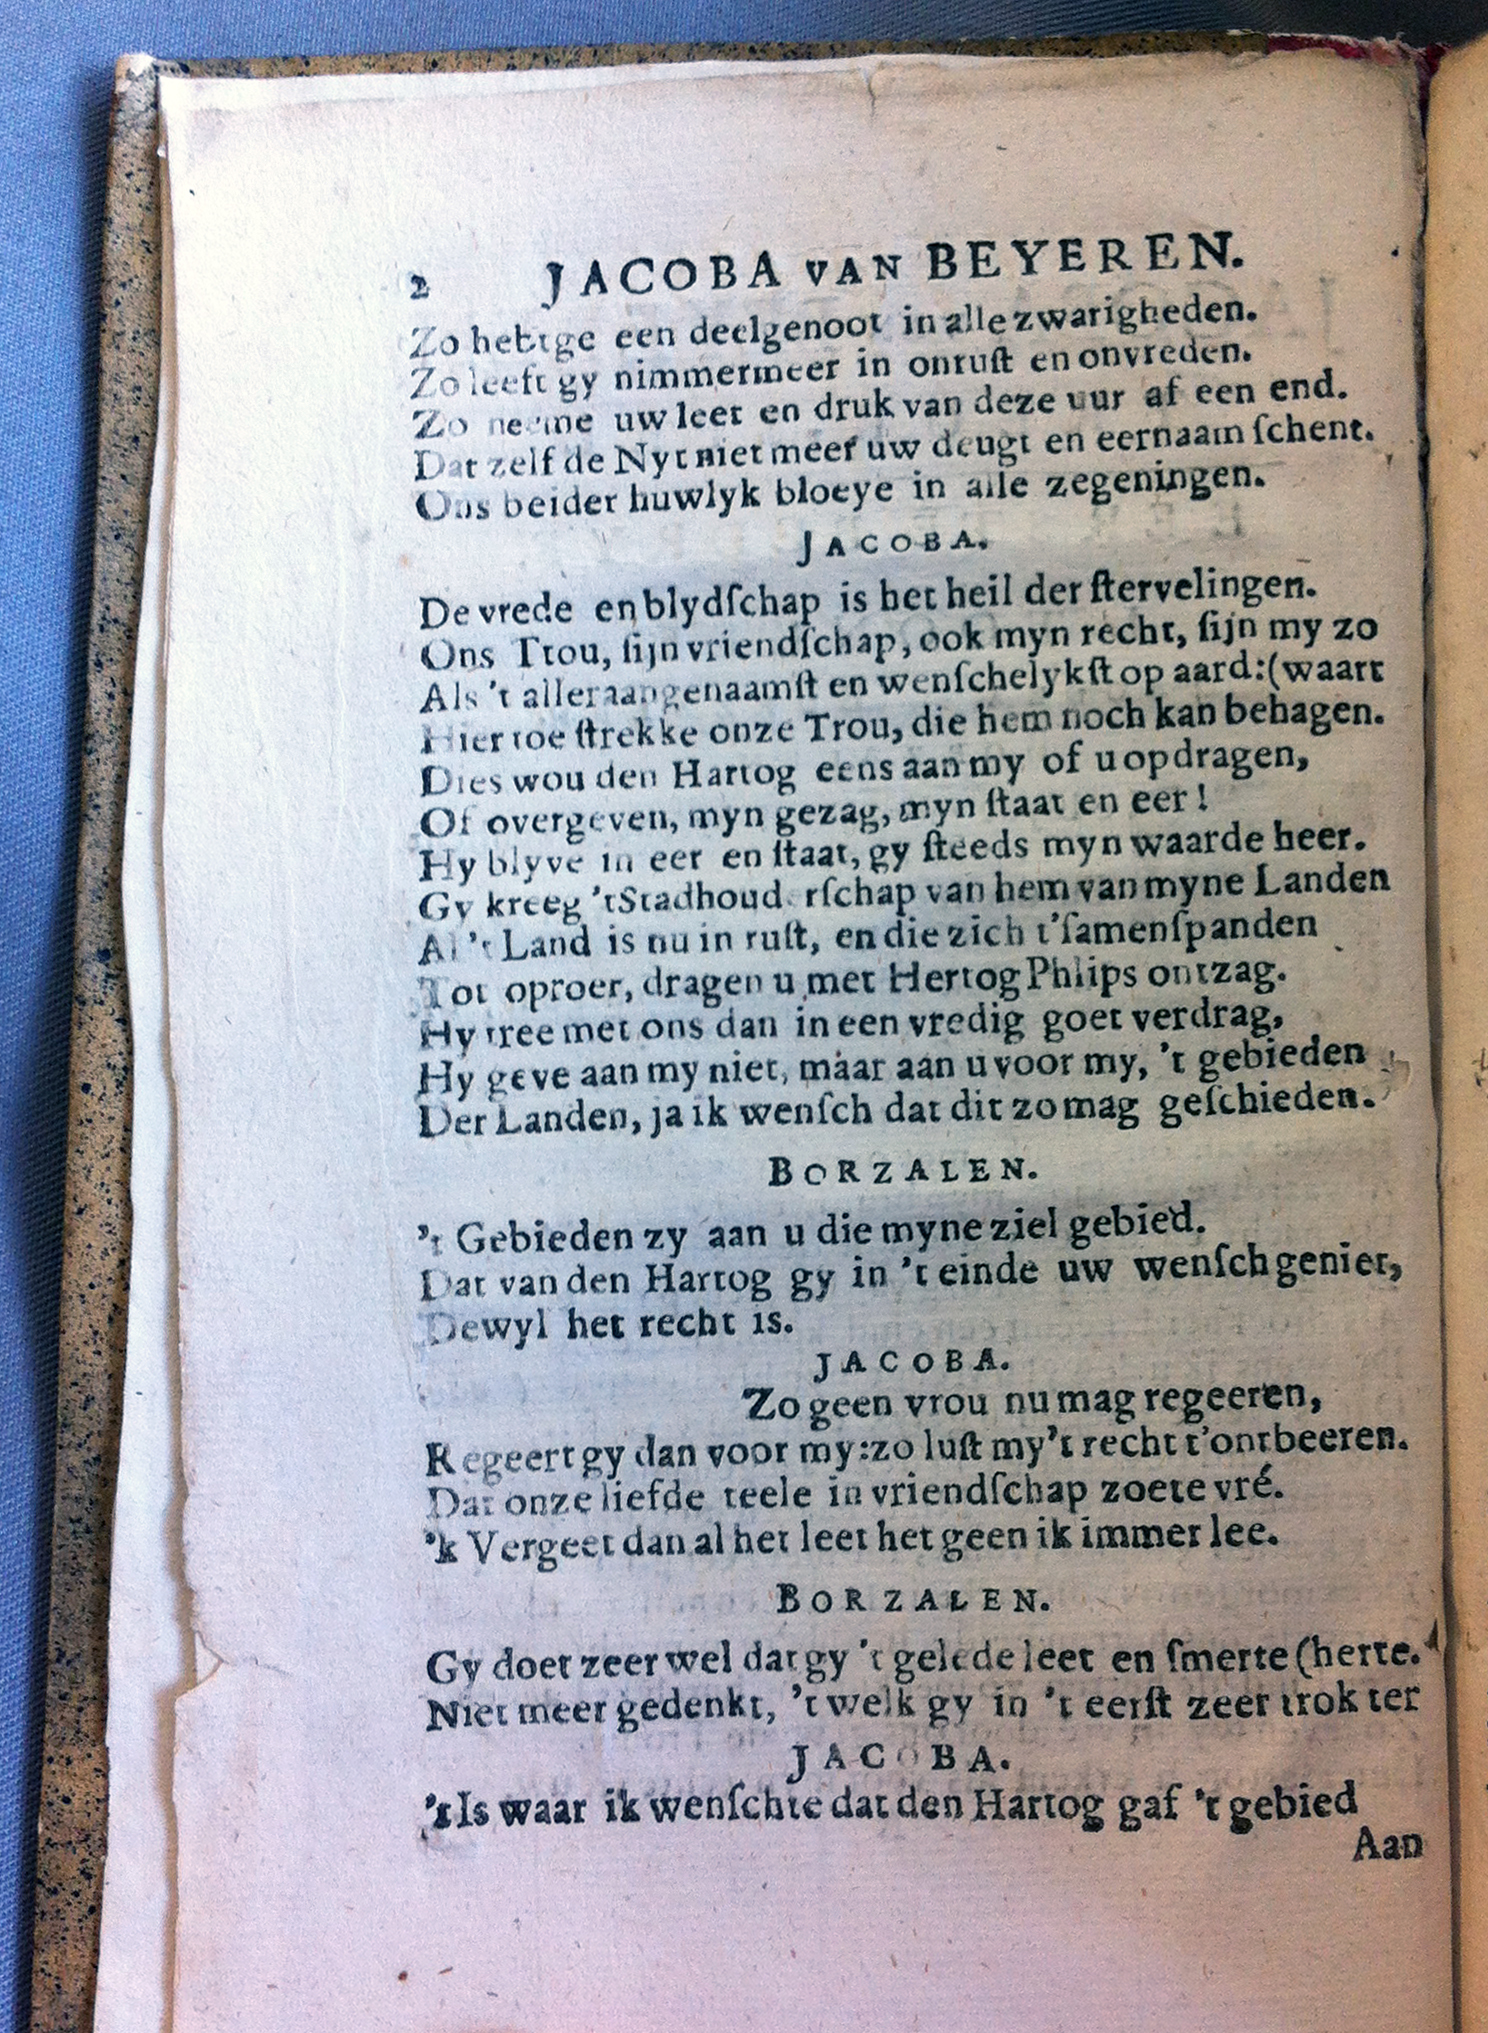 2 JACOBA VAN BEYEREN.
Zo hebtge een deelgenoot in alle zwarigheden.
Zo leeft gy nimmermeer in onruſt en onvreden.
Zo neeme uw leet en druk van deze uur af een end.
Dat zelf de Nyt niet meer uw deugt en eernaam ſchent.
Ons beider huwlyk bloeye in alle zegeningen.
JACOBA.
De vrede en blydſchap is het heil der ſtervelingen.
Ons Trou, ſijn vriendſchap, ook myn recht, ſijn my zo
Als 't alleraangenaamſt en wenſchelykſt op aard: (waart
Hier toe ſtrekke onze Trou, die hem noch kan behagen.
Dies wou den Hartog eens aan my of u opdragen,
Of overgeven, myn gezag, myn ſtaat en eer!
Hy blyve in eer en ſtaat, gy ſteeds myn waarde heer.
Gy kreeg 't Stadhouderſchap van hem van myne Landen
Al 't Land is nu in ruſt, en die zich t'ſamenſpanden
Tot oproer, dragen u met Hertog Phlips ontzag.
Hy tree met ons dan in een vredig goet verdrag,
Hy geve aan my niet, maar aan u voor my, 't gebieden
Der Landen, ja ik wenſch dat dit zo mag geſchieden.
BORZALEN.
't Gebieden zy aan u die myne ziel gebied.
Dat van den Hartog gy in 't einde uw wenſch geniet,
Dewyl het recht is.
JACOBA.
Zo geen vrou nu mag regeeren,
Regeert gy dan voor my: zo luſt my 't recht t'ontbeeren.
Dat onze liefde teele in vriendſchap zoete vré.
'k Vergeet dan al het leet het geen ik immer lee.
BORZALEN.
Gy doet zeer wel dat gy 't gelede leet en ſmerte (herte.
Niet meer gedenkt, 't welk gy in 't eerſt zeer trok ter
JACOBA.
't Is waar ik wenſchte dat den Hartog gaf 't gebied
Aan